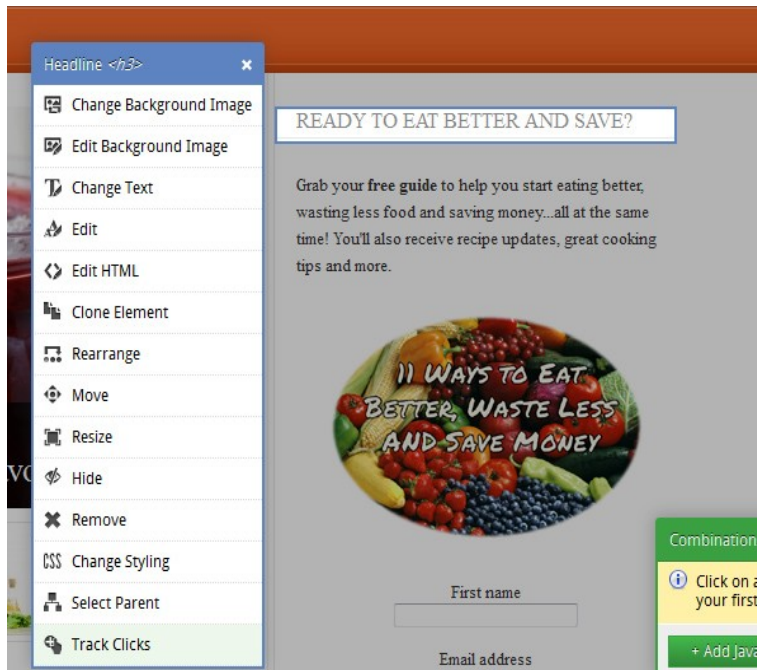 Headline <h3> ×
Change Background Image
Edit Background Image
Change Text
Edit
Edit HTML
Clone Element
Rearrange
Move
Resize
Hide
Remove
CSS Change Styling
Select Parent
Track Clicks
READY TO EAT BETTER AND SAVE?
Grab your free guide to help you start eating better,
wasting less food and saving money...all at the same
time! You'll also receive recipe updates, great cooking
tips and more.
11 WAYS TO EAT
BETTER, WASTE LESS
AND SAVE MONEY
First name
Email address
Combination
Click on a
your first
+ Add Java